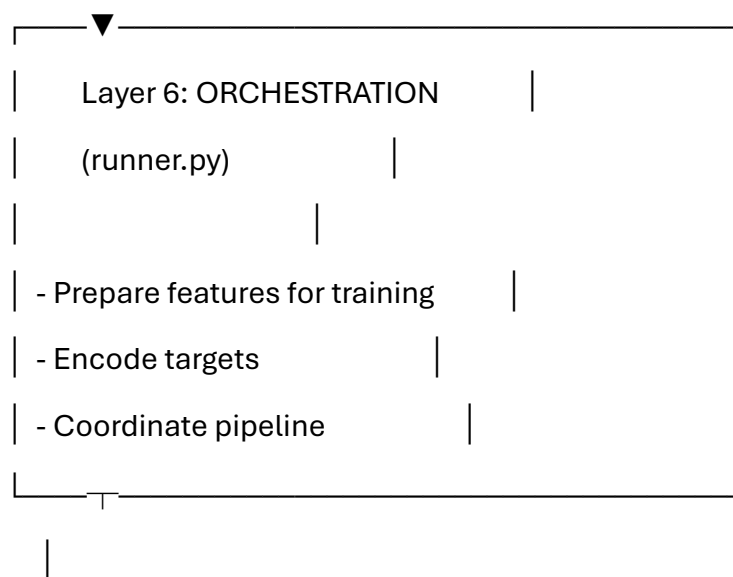 Layer 6: ORCHESTRATION
(runner.py)
- Prepare features for training
- Encode targets
- Coordinate pipeline